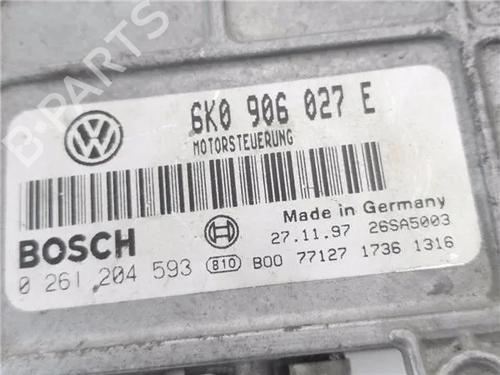 B-PARTS
VW
6K0 906 027 E
MOTORSTEUERUNG
Made in Germany
BOSCH
27.11.97 26SA5003
0 261 204 593 810 B00 77127 1736 1316